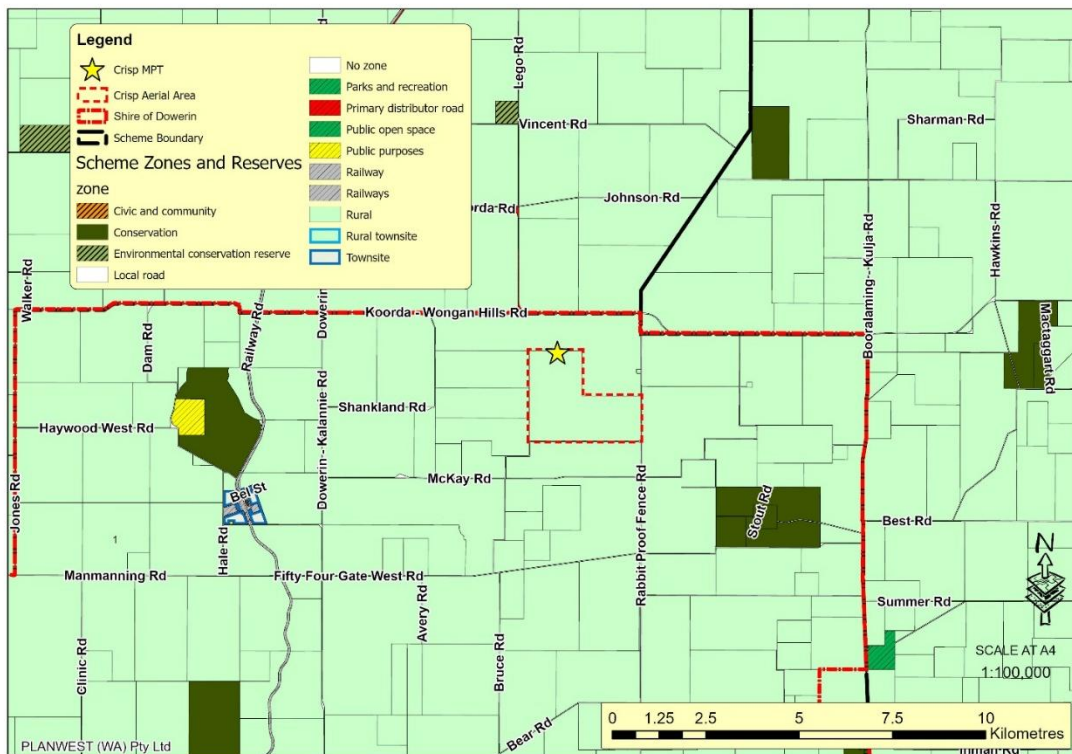 Legend
Crisp MPT
Crisp Aerial Area
Shire of Dowerin
Scheme Boundary
Scheme Zones and Reserves
zone
Civic and community
Conservation
Environmental conservation reserve
Local road
No zone
Parks and recreation
Primary distributor road
Public open space
Public purposes
Railway
Railways
Rural
Rural townsite
Townsite
Lego Rd
Vincent Rd
Sharman Rd
Johnson Rd
orda Rd
Hawkins Rd
Walker Rd
Dam Rd
Railway Rd
Dowerin
Koorda - Wongan Hills Rd
Booralaming - Kulja Rd
Mactaggart Rd
Shankland Rd
Dowerin - Kalannie Rd
Haywood West Rd
McKay Rd
Jones Rd
Bell St
Hale Rd
Rabbit Proof Fence Rd
Stout Rd
Best Rd
1
Manmanning Rd
Fifty Four Gate West Rd
Avery Rd
Bruce Rd
Clinic Rd
Bear Rd
N
Summer Rd
SCALE AT A4
1:100,000
0 1.25 2.5 5 7.5 10
Kilometres
PLANWEST (WA) Pty Ltd